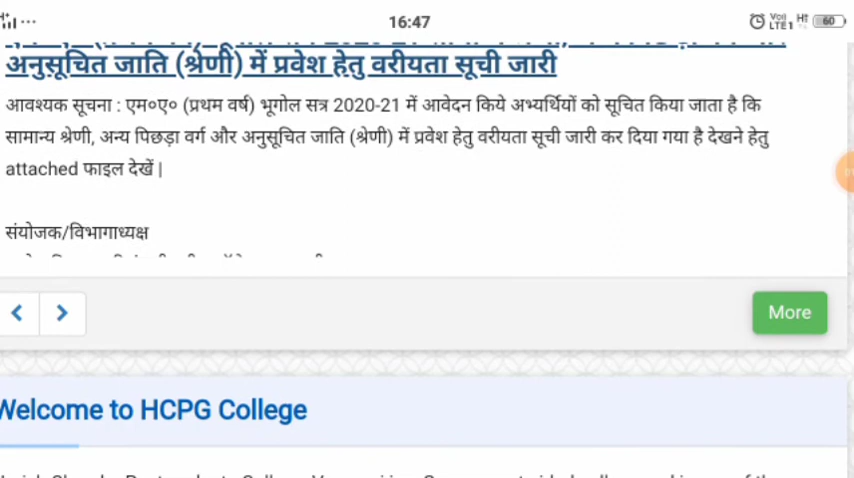 16:47
LTE1
60
अनुसूचित जाति (श्रेणी) में प्रवेश हेतु वरीयता सूची जारी
आवश्यक सूचना : एम०ए० (प्रथम वर्ष) भूगोल सत्र 2020-21 में आवेदन किये अभ्यर्थियों को सूचित किया जाता है कि
सामान्य श्रेणी, अन्य पिछड़ा वर्ग और अनुसूचित जाति (श्रेणी) में प्रवेश हेतु वरीयता सूची जारी कर दिया गया है देखने हेतु
attached फाइल देखें |
संयोजक/विभागाध्यक्ष
More
Welcome to HCPG College